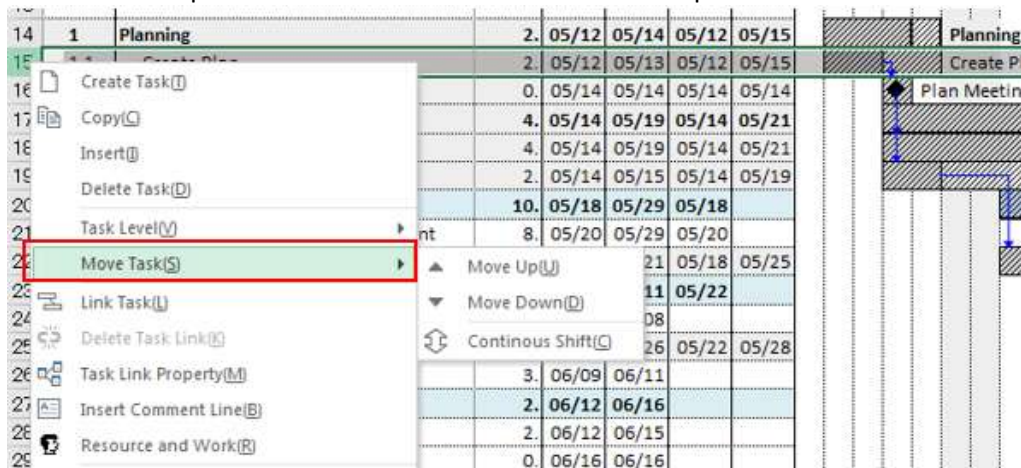 14 1 Planning 2. 05/12 05/14 05/12 05/15 Planning
15 2. 05/12 05/13 05/12 05/15 Create
Create Task(T)
16 0. 05/14 05/14 05/14 05/14 Plan
17 Copy(C) 4. 05/14 05/19 05/14 05/21
18 Insert(I) 4. 05/14 05/19 05/14 05/21
19 Delete Task(D) 2. 05/14 05/15 05/14 05/19
20 10. 05/18 05/29 05/18
21 Task Level(V) nt 8. 05/20 05/29 05/20
22 Move Task(S) Move Up(U) 21 05/18 05/25
23 Link Task(L) Move Down(D) 11 05/22
24 08
25 Delete Task Link(K) Continous Shift(C) 26 05/22 05/28
26 Task Link Property(M) 3. 06/09 06/11
27 Insert Comment Line(B) 2. 06/12 06/16
28 2. 06/12 06/15
Resource and Work(R)
29 0. 06/16 06/16